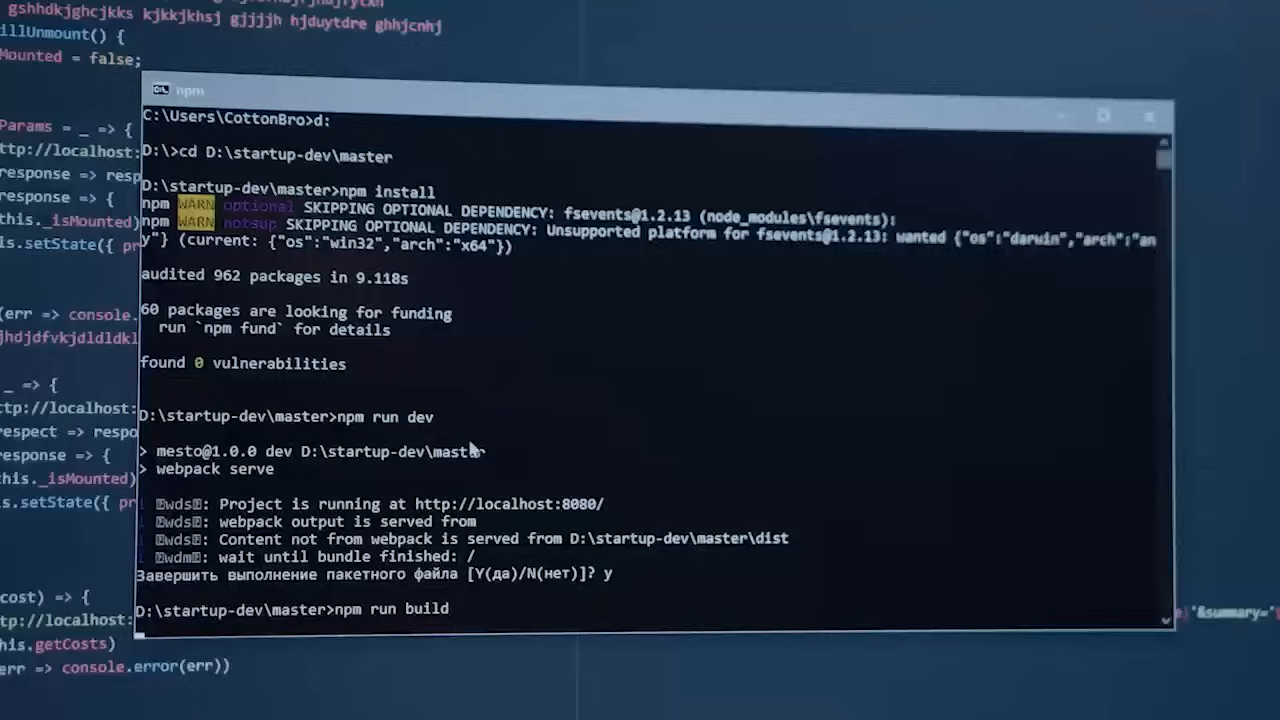 gshhdkjghcjkks kjkkjkhsj gjjjjh hjduytdre ghhjcnhj
illUnmount() {
Mounted = false;
Params = _ => {
ttp://localhost:
response => resp
response => {
this._isMounted)
is.setState({ pr
(err => console.
jhdjdfvkjdldldkl
_ => {
ttp://localhost:
respect => respo
response => {
this._isMounted)
s.setState({ pr
cost) => {
tp://localhost:
his.getCosts)
err => console.error(err))
npm
C:\Users\CottonBro>d:
D:\>cd D:\startup-dev\master
D:\startup-dev\master>npm install
npm WARN optional SKIPPING OPTIONAL DEPENDENCY: fsevents@1.2.13 (node_modules\fsevents):
npm WARN notsup SKIPPING OPTIONAL DEPENDENCY: Unsupported platform for fsevents@1.2.13: wanted {"os":"darwin","arch":"an
y"} (current: {"os":"win32","arch":"x64"})
audited 962 packages in 9.118s
60 packages are looking for funding
run `npm fund` for details
found 0 vulnerabilities
D:\startup-dev\master>npm run dev
> mesto@1.0.0 dev D:\startup-dev\master
> webpack serve
i ｢wds｣: Project is running at http://localhost:8080/
i ｢wds｣: webpack output is served from
i ｢wds｣: Content not from webpack is served from D:\startup-dev\master\dist
i ｢wdm｣: wait until bundle finished: /
Завершить выполнение пакетного файла [Y(да)/N(нет)]? y
D:\startup-dev\master>npm run build
'&summary='